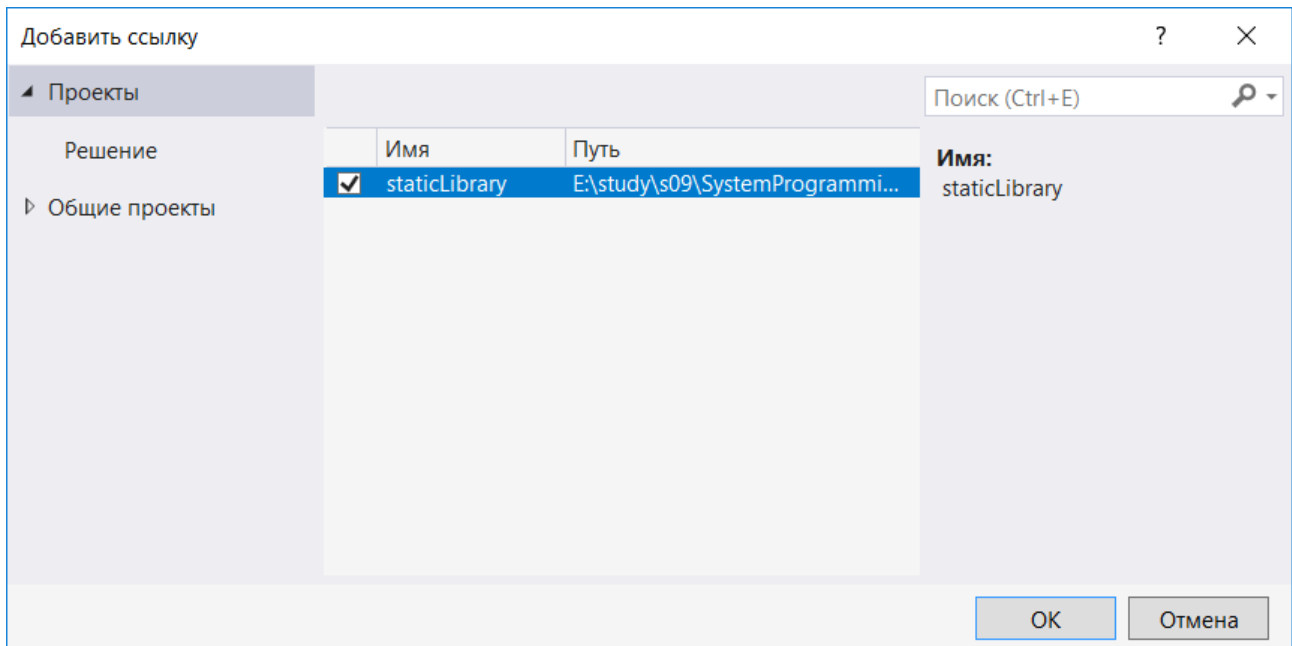 Добавить ссылку
?
Проекты
Поиск (Ctrl+E)
Решение
Имя Путь
Имя:
staticLibrary E:\study\s09\SystemProgrammi...
staticLibrary
Общие проекты
OK Отмена